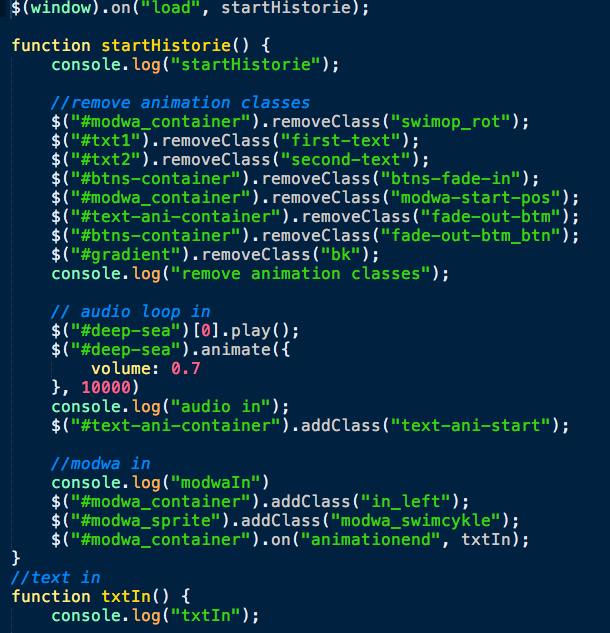 $(window).on("load", startHistorie);
function startHistorie() {
console.log("startHistorie");
//remove animation classes
$("#modwa_container").removeClass("swimop_rot");
$("#txt1").removeClass("first-text");
$("#txt2").removeClass("second-text");
$("#btns-container").removeClass("btns-fade-in");
$("#modwa_container").removeClass("modwa-start-pos");
$("#text-ani-container").removeClass("fade-out-btm");
$("#btns-container").removeClass("fade-out-btm_btn");
$("#gradient").removeClass("bk");
console.log("remove animation classes");
// audio loop in
$("#deep-sea")[0].play();
$("#deep-sea").animate({
volume: 0.7
}, 10000)
console.log("audio in");
$("#text-ani-container").addClass("text-ani-start");
//modwa in
console.log("modwaIn")
$("#modwa_container").addClass("in_left");
$("#modwa_sprite").addClass("modwa_swimcykle");
$("#modwa_container").on("animationend", txtIn);
}
//text in
function txtIn() {
console.log("txtIn");